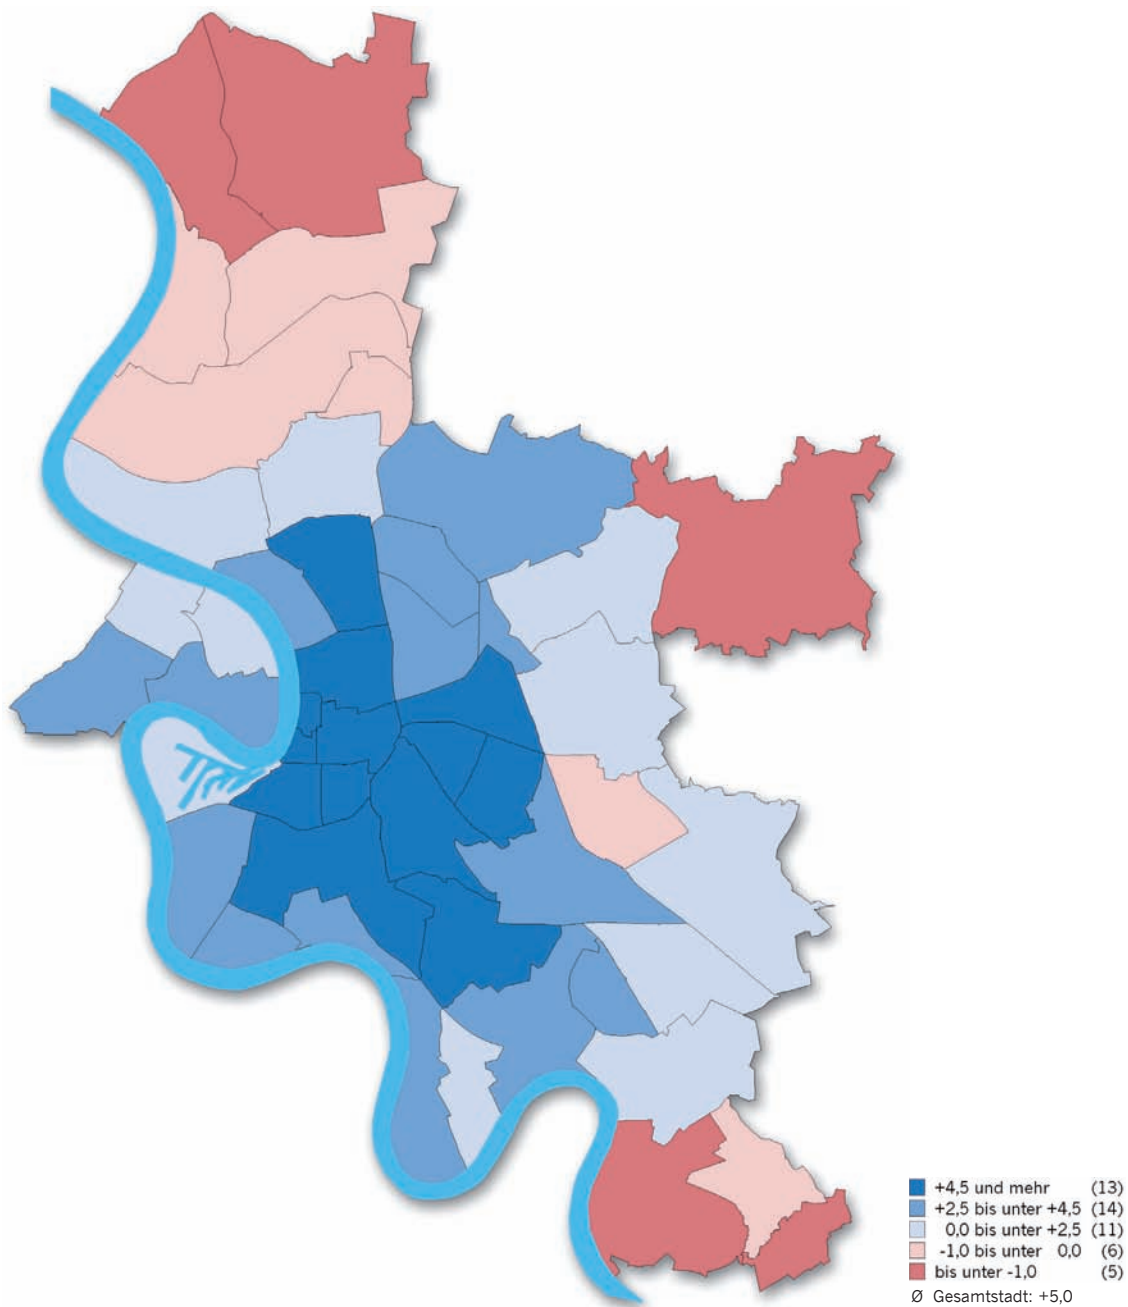 +4,5 und mehr (13)
+2,5 bis unter +4,5 (14)
0,0 bis unter +2,5 (11)
-1,0 bis unter 0,0 (6)
bis unter -1,0 (5)
Ø Gesamtstadt: +5,0